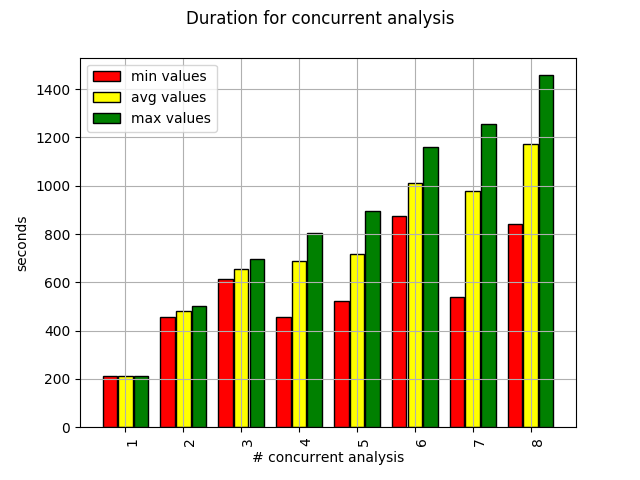 Duration for concurrent analysis
min values
avg values
max values
1400
1200
1000
800
600
400
200
0
seconds
1 2 3 4 5 6 7 8
# concurrent analysis